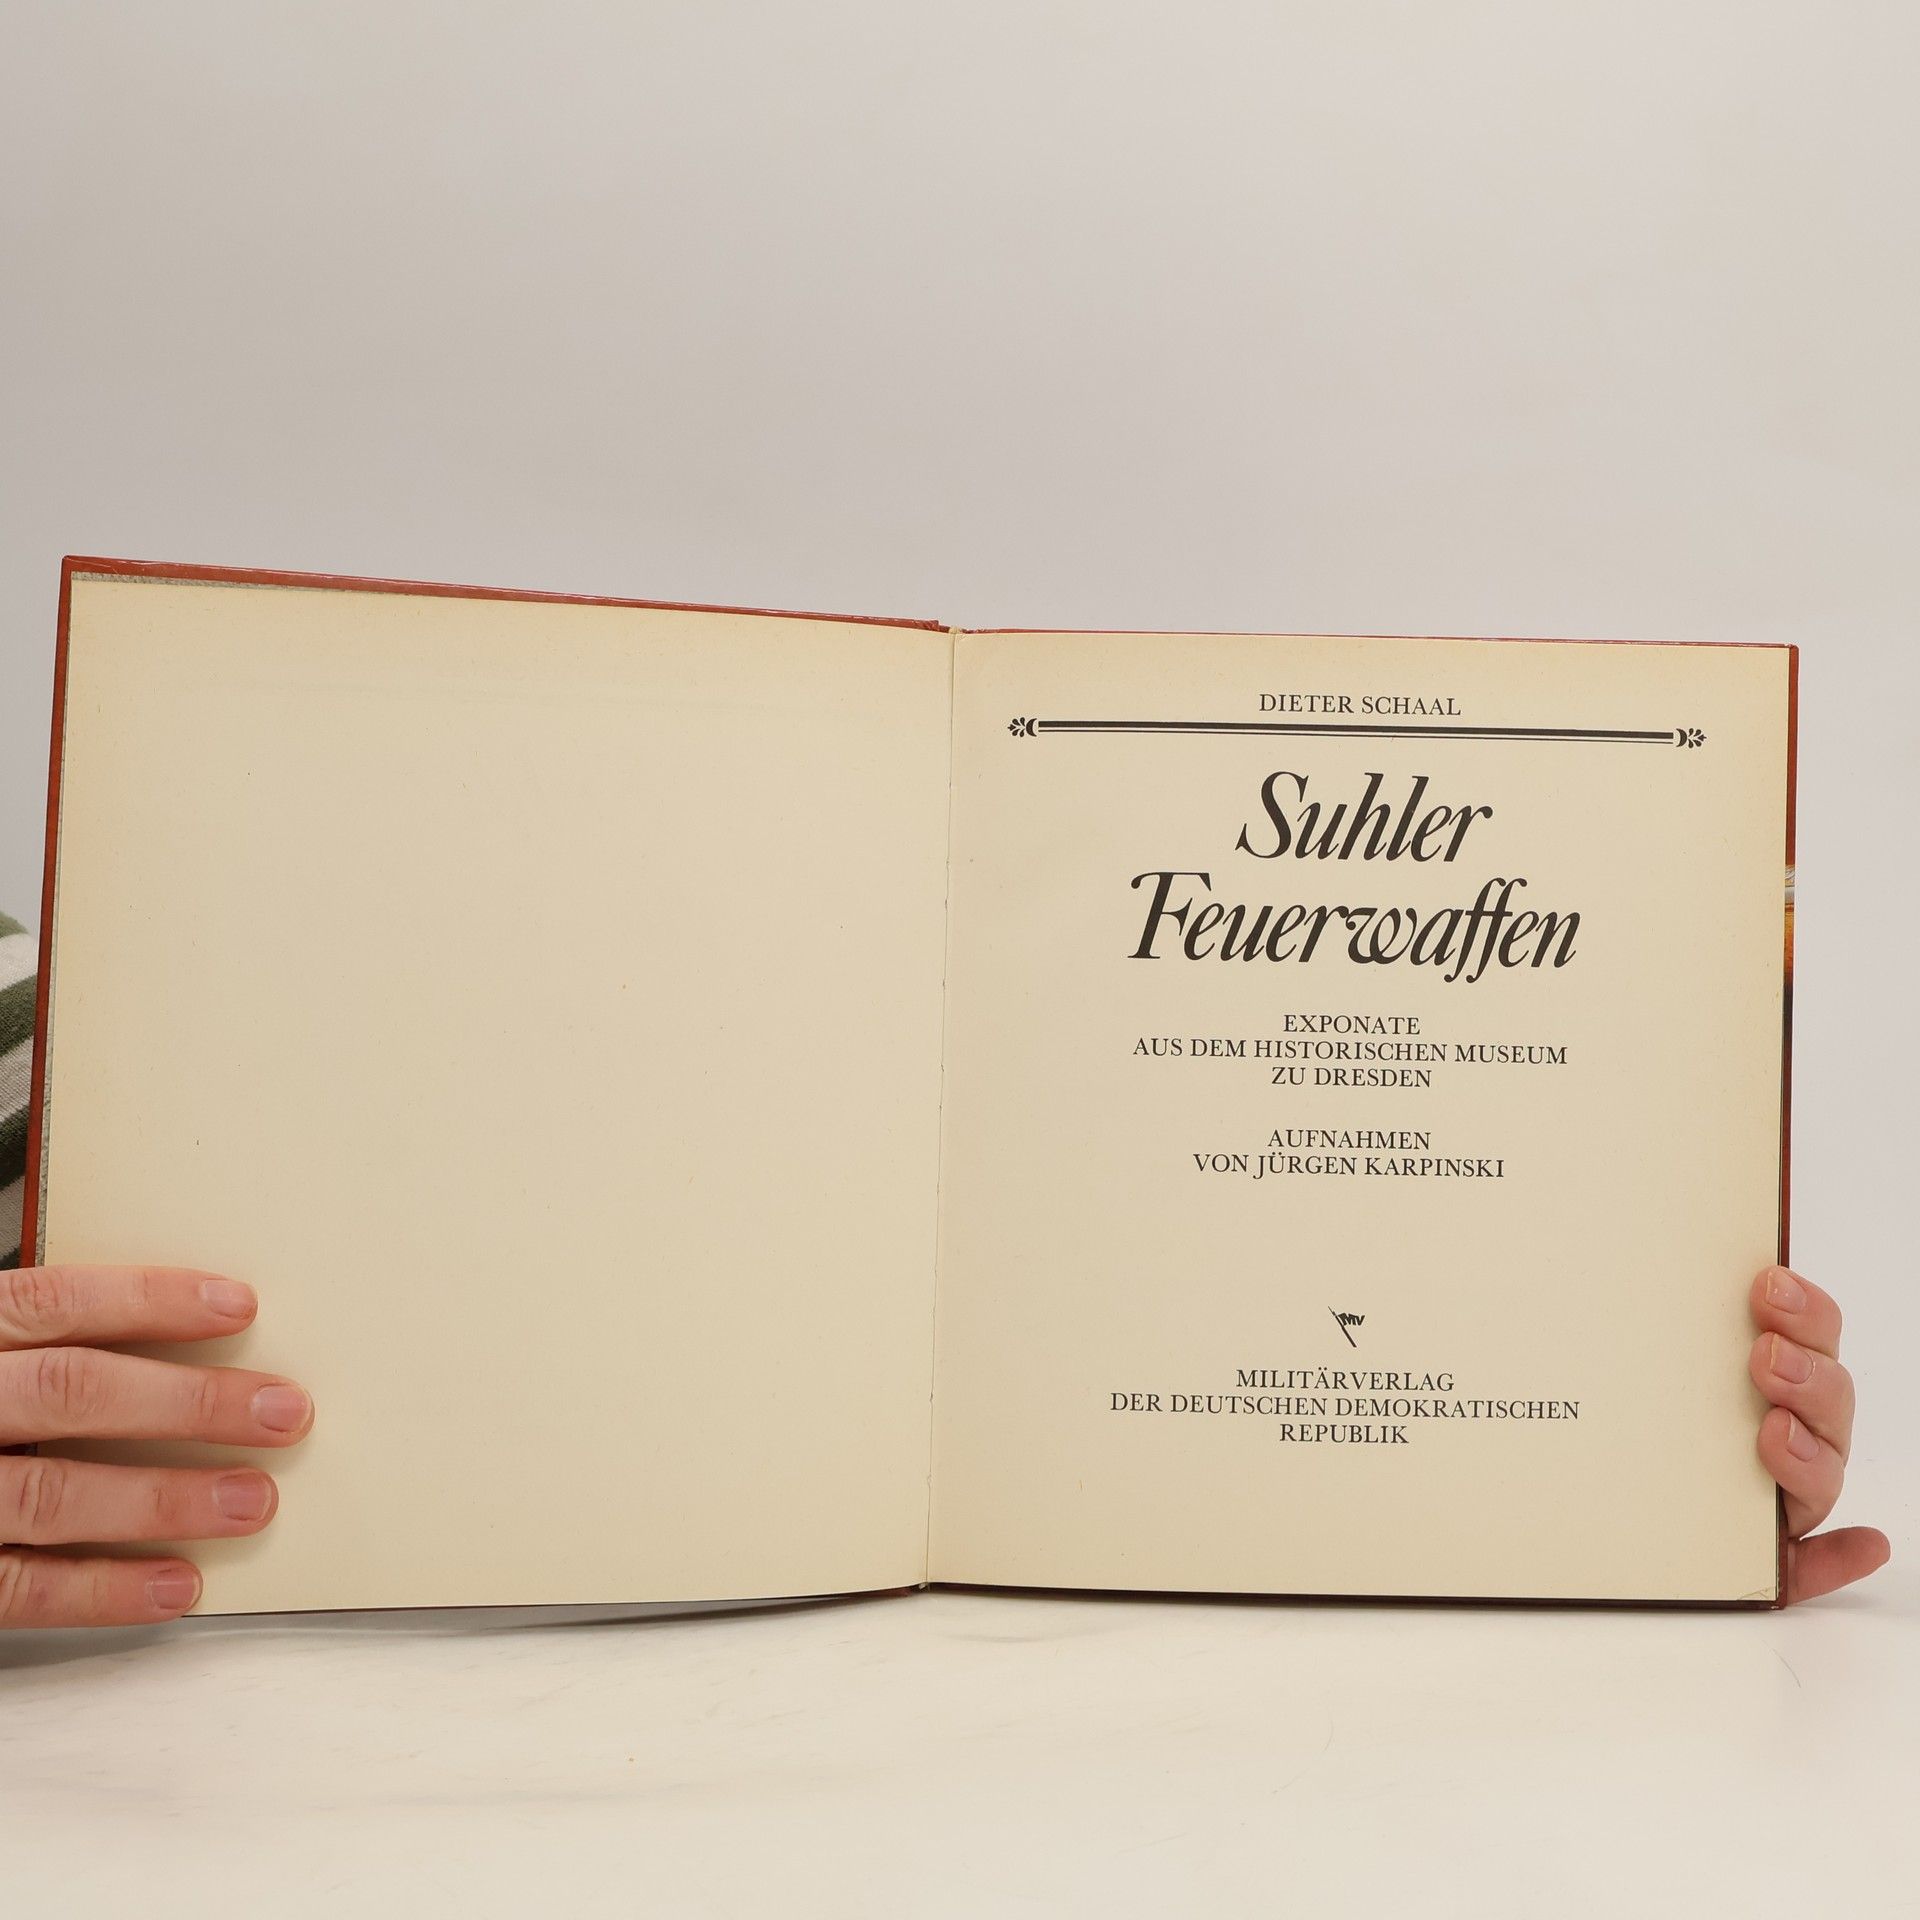 DIETER SCHAAL
Suhler
Feuerwaffen
EXPONATE
AUS DEM HISTORISCHEN MUSEUM
ZU DRESDEN
AUFNAHMEN
VON JÜRGEN KARPINSKI
MV
MILITÄRVERLAG
DER DEUTSCHEN DEMOKRATISCHEN
REPUBLIK